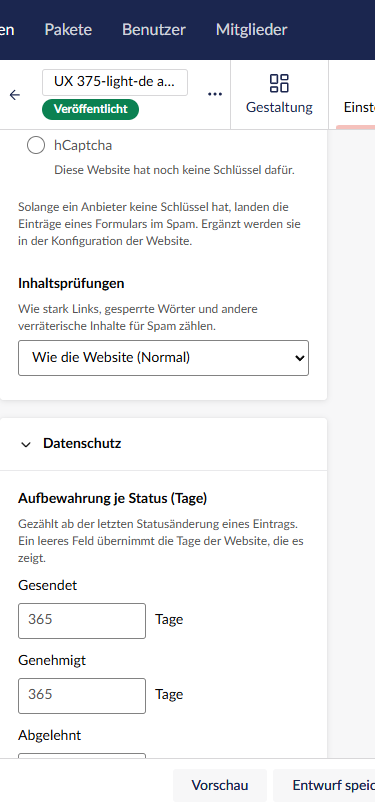 en Pakete Benutzer Mitglieder
UX 375-light-de a...
Veröffentlicht
Gestaltung
Einst
hCaptcha
Diese Website hat noch keine Schlüssel dafür.
Solange ein Anbieter keine Schlüssel hat, landen die
Einträge eines Formulars im Spam. Ergänzt werden sie
in der Konfiguration der Website.
Inhaltsprüfungen
Wie stark Links, gesperrte Wörter und andere
verräterische Inhalte für Spam zählen.
Wie die Website (Normal)
Datenschutz
Aufbewahrung je Status (Tage)
Gezählt ab der letzten Statusänderung eines Eintrags.
Ein leeres Feld übernimmt die Tage der Website, die es
zeigt.
Gesendet
365 Tage
Genehmigt
365 Tage
Abgelehnt
Vorschau
Entwurf speic